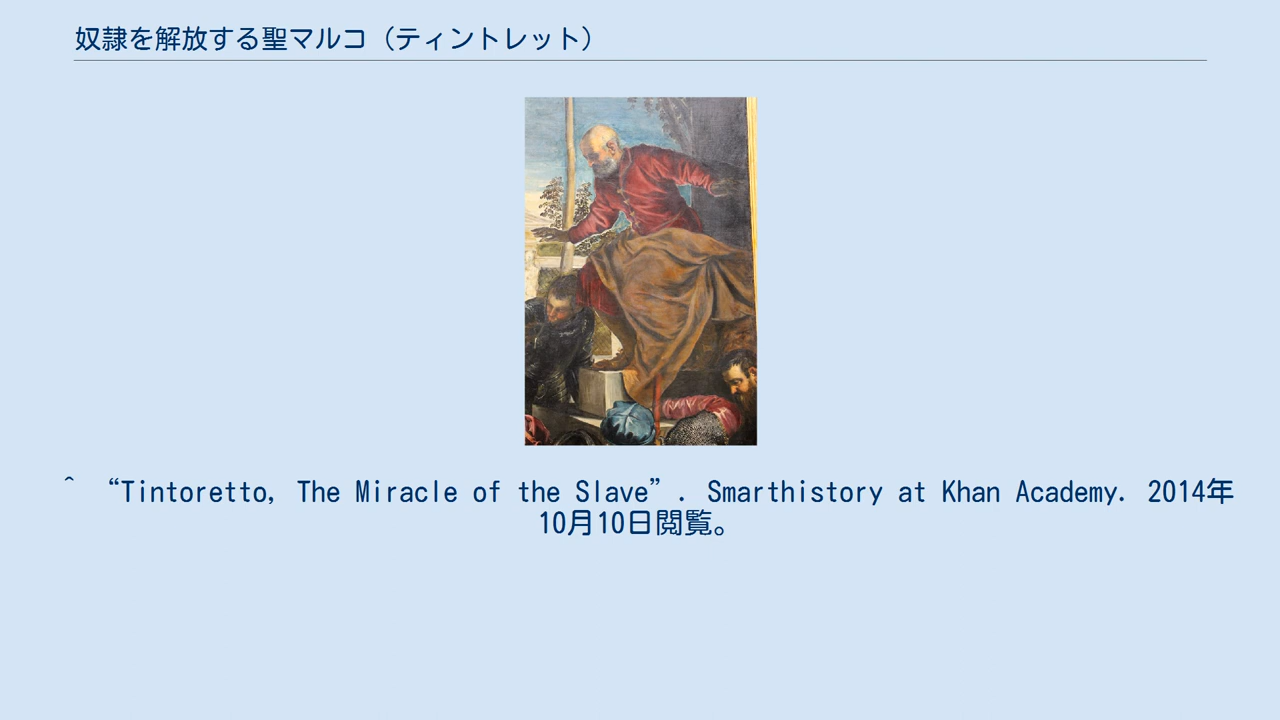 奴隷を解放する聖マルコ（ティントレット）
^ “Tintoretto, The Miracle of the Slave”. Smarthistory at Khan Academy. 2014年
10月10日閲覧。